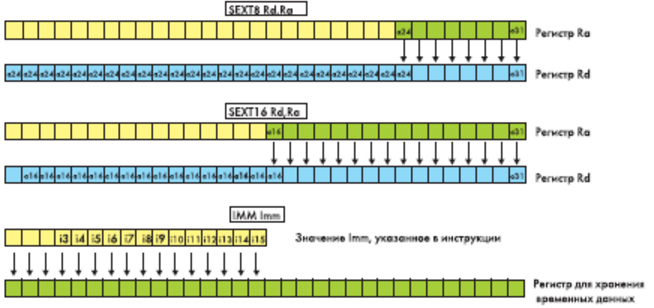 SEXT8 Rd.Ra
a24 a31 Регистр Ra
a24 a24 a24 a24 a24 a24 a24 a24 a24 a24 a24 a24 a24 a24 a24 a24 a24 a24 a24 a24 a24 a24 a24 a24 a24 a31 Регистр Rd
SEXT16 Rd,Ra
a16 a31 Регистр Ra
a16 a16 a16 a16 a16 a16 a16 a16 a16 a16 a16 a16 a16 a16 a16 a16 a31 Регистр Rd
IMM Imm
i3 i4 i5 i6 i7 i8 i9 i10 i11 i12 i13 i14 i15 Значение Imm, указанное в инструкции
Регистр для хранения
временных данных